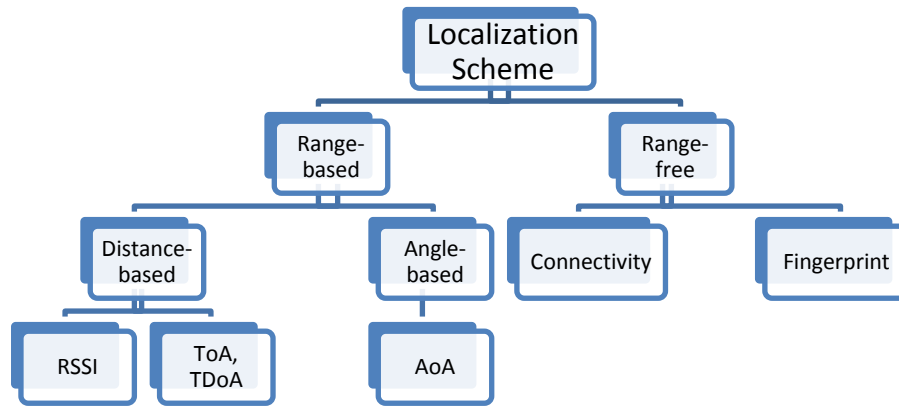 Localization
Scheme
Range-
based
Range-
free
Distance-
based
Angle-
based
Connectivity
Fingerprint
RSSI
ToA,
TDoA
AoA